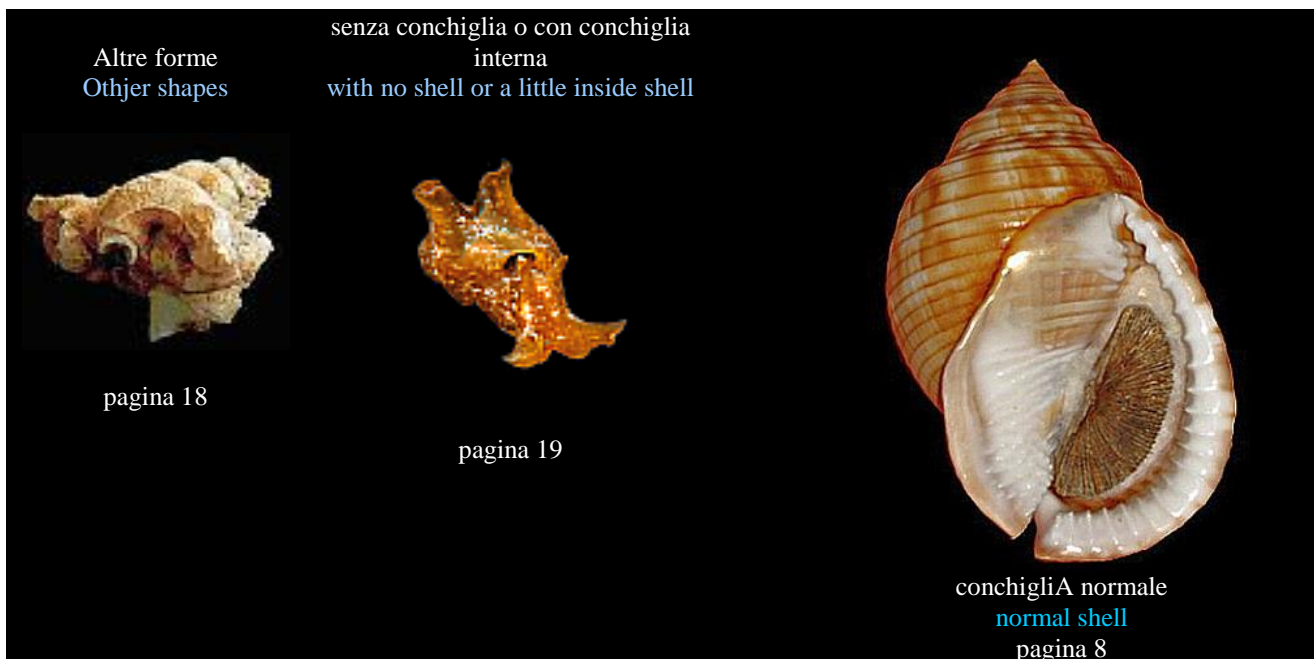 Altre forme
Othjer shapes
pagina 18
senza conchiglia o con conchiglia
interna
with no shell or a little inside shell
pagina 19
conchigliA normale
normal shell
pagina 8